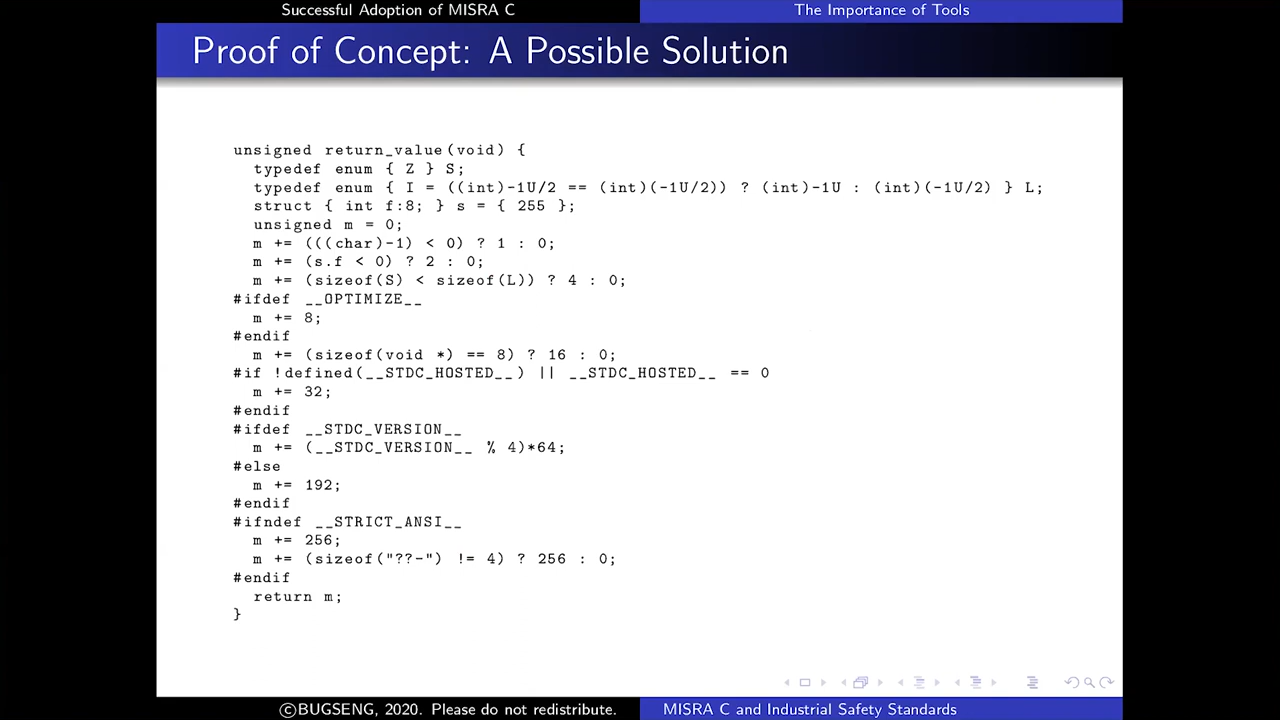 Successful Adoption of MISRA C
The Importance of Tools
Proof of Concept: A Possible Solution
unsigned return_value(void) {
  typedef enum { Z } S;
  typedef enum { I = ((int)-1U/2 == (int)(-1U/2)) ? (int)-1U : (int)(-1U/2) } L;
  struct { int f:8; } s = { 255 };
  unsigned m = 0;
  m += (((char)-1) < 0) ? 1 : 0;
  m += (s.f < 0) ? 2 : 0;
  m += (sizeof(S) < sizeof(L)) ? 4 : 0;
#ifdef __OPTIMIZE__
  m += 8;
#endif
  m += (sizeof(void *) == 8) ? 16 : 0;
#if !defined(__STDC_HOSTED__) || __STDC_HOSTED__ == 0
  m += 32;
#endif
#ifdef __STDC_VERSION__
  m += (__STDC_VERSION__ % 4)*64;
#else
  m += 192;
#endif
#ifndef __STRICT_ANSI__
  m += 256;
  m += (sizeof("??-") != 4) ? 256 : 0;
#endif
  return m;
}
©BUGSENG, 2020. Please do not redistribute.
MISRA C and Industrial Safety Standards